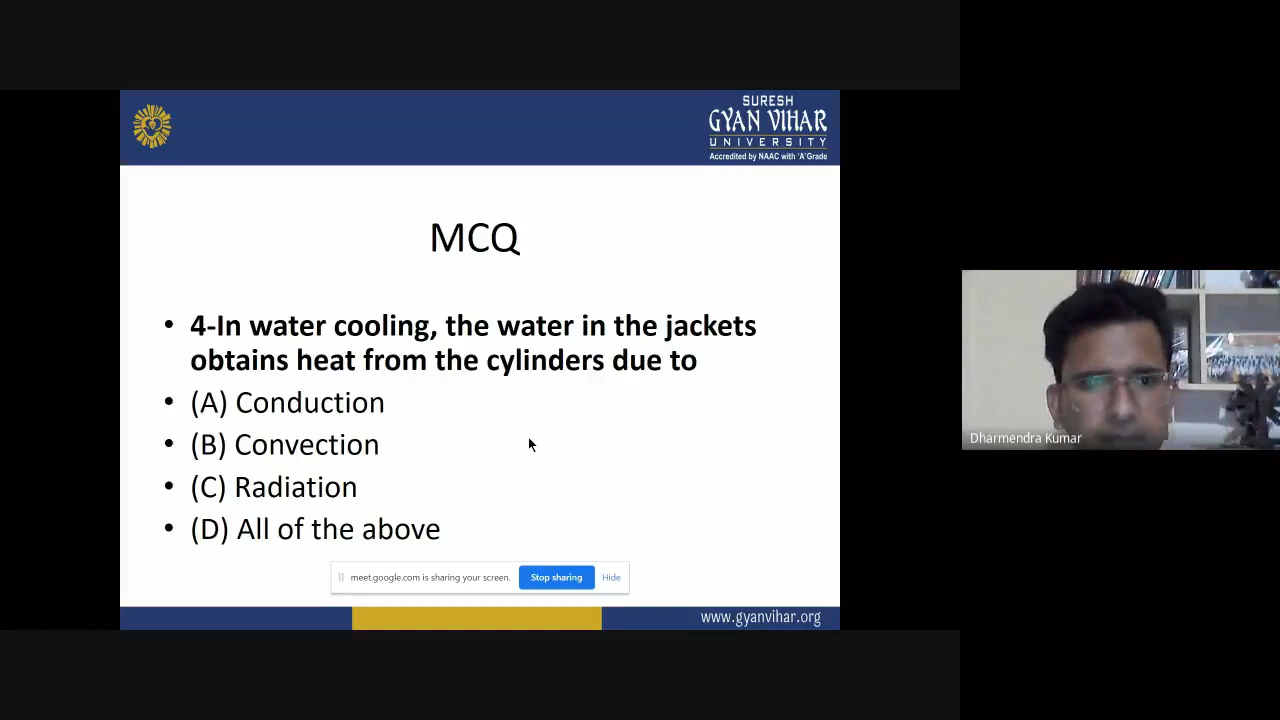 SURESH
GYAN VIHAR
UNIVERSITY
Accredited by NAAC with 'A' Grade
MCQ
• 4-In water cooling, the water in the jackets
obtains heat from the cylinders due to
• (A) Conduction
• (B) Convection
• (C) Radiation
• (D) All of the above
meet.google.com is sharing your screen. Stop sharing Hide
www.gyanvihar.org
Dharmendra Kumar